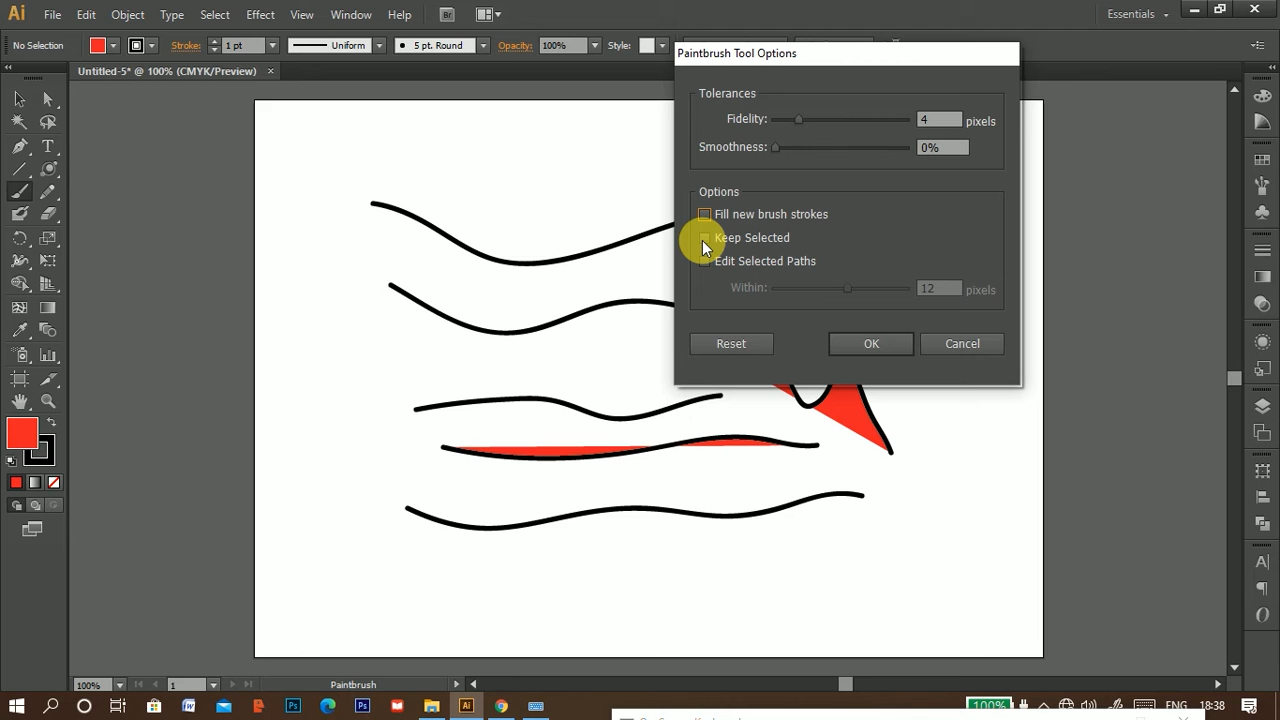 Ai File Edit Object Type Select Effect View Window Help Br Essentials
No Selection Stroke: 1 pt Uniform 5 pt. Round Opacity: 100% Style:
Untitled-5* @ 100% (CMYK/Preview) ×
Paintbrush Tool Options
Tolerances
Fidelity: 4 pixels
Smoothness: 0%
Options
Fill new brush strokes
Keep Selected
Edit Selected Paths
Within: 12 pixels
Reset OK Cancel
100% 1 Paintbrush
100% ENG 18:38